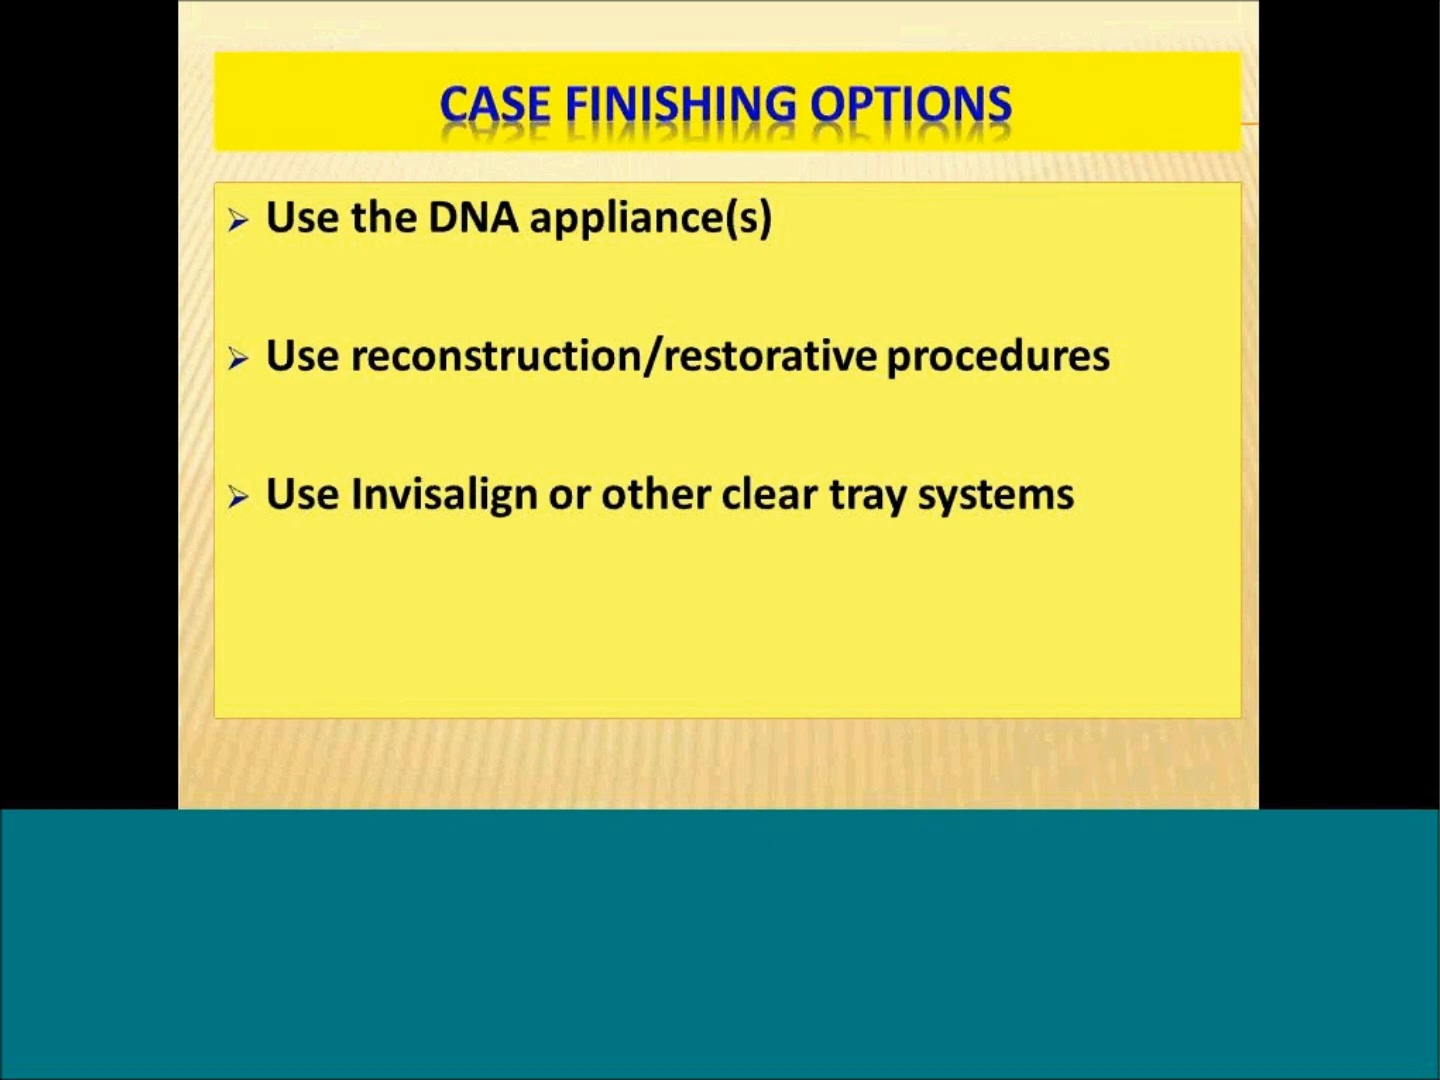 CASE FINISHING OPTIONS
Use the DNA appliance(s)
Use reconstruction/restorative procedures
Use Invisalign or other clear tray systems